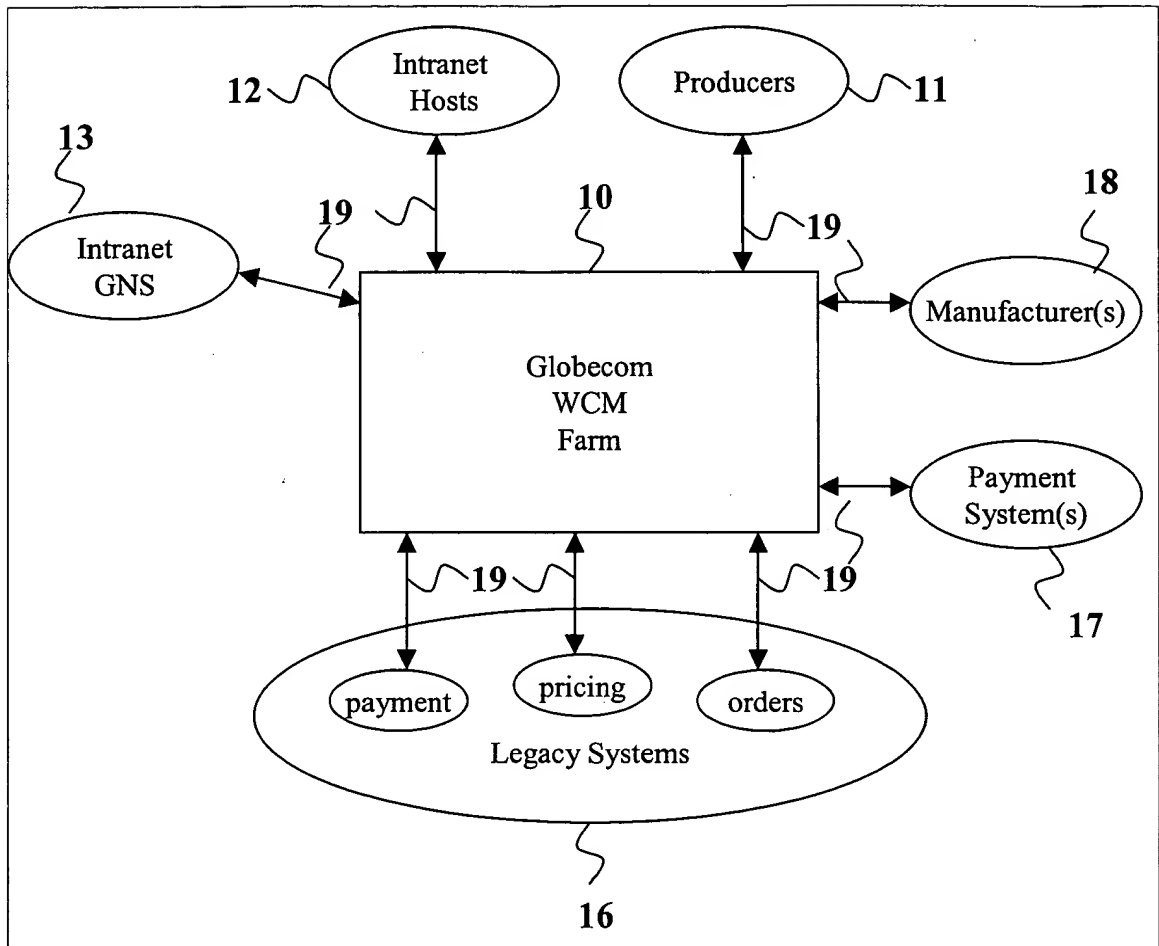 Intranet
Hosts
12
Producers
11
13
Intranet
GNS
19
19
10
19
18
Manufacturer(s)
Globecom
WCM
Farm
Payment
System(s)
17
19
19
19
payment
pricing
orders
Legacy Systems
16